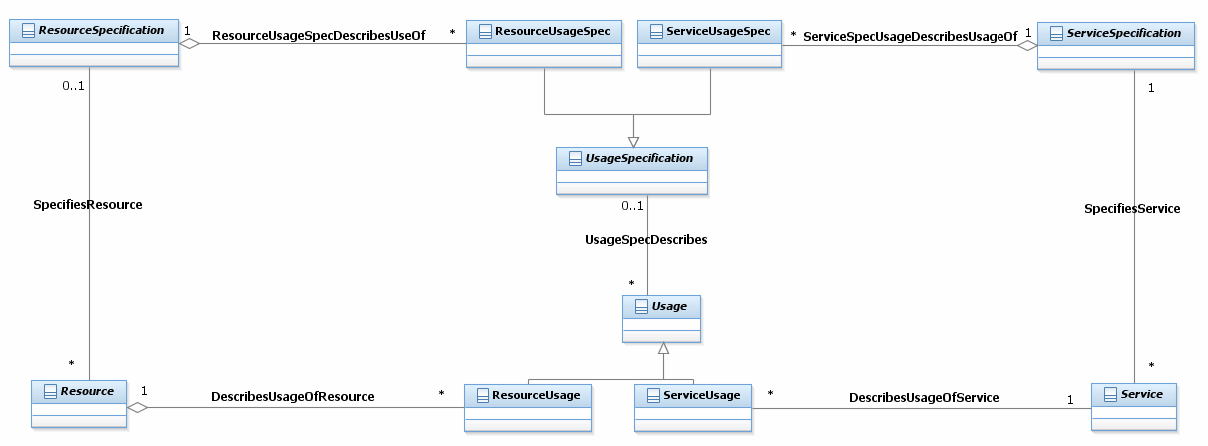 ResourceSpecification
1
ResourceUsageSpecDescribesUseOf
*
ResourceUsageSpec
ServiceUsageSpec
*
ServiceSpecUsageDescribesUsageOf
1
ServiceSpecification
0..1
1
UsageSpecification
0..1
SpecifiesResource
SpecifiesService
UsageSpecDescribes
*
Usage
*
*
Resource
1
DescribesUsageOfResource
*
ResourceUsage
ServiceUsage
*
DescribesUsageOfService
1
Service